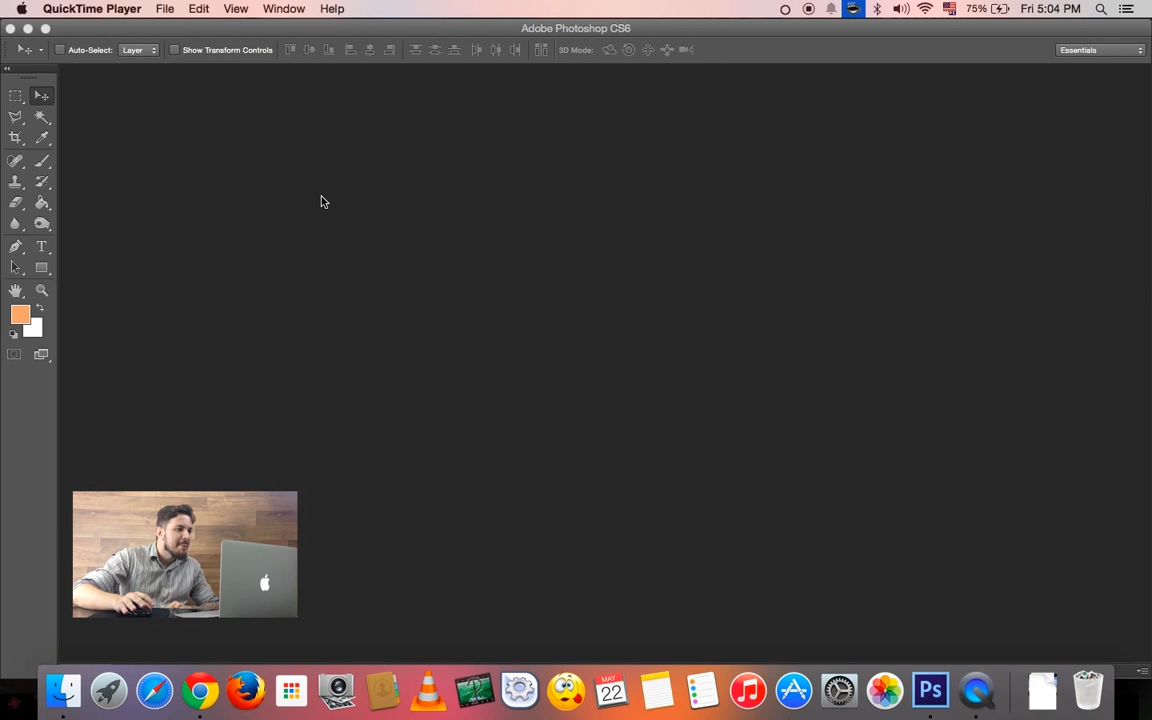 QuickTime Player File Edit View Window Help 75% Fri 5:04 PM
Adobe Photoshop CS6
Auto-Select: Layer Show Transform Controls 3D Mode: Essentials
T
MAY
22
Ps